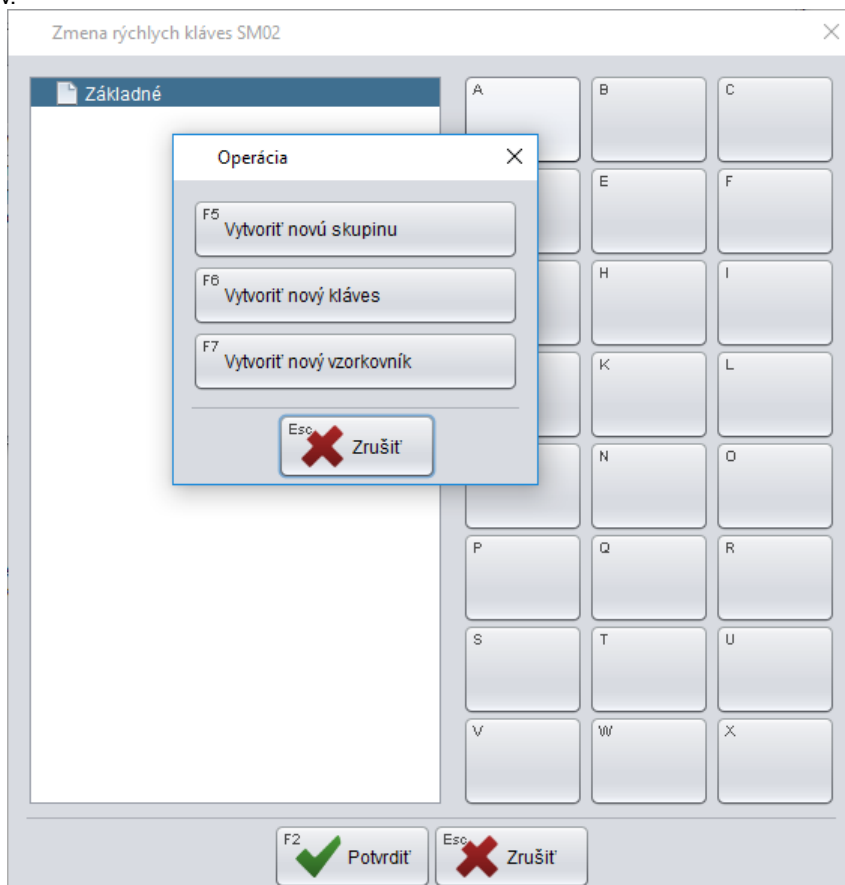 Zmena rýchlych kláves SM02
Základné
Operácia
F5 Vytvoriť novú skupinu
F6 Vytvoriť nový kláves
F7 Vytvoriť nový vzorkovník
Esc Zrušiť
A B C
E F
H I
K L
N O
P Q R
S T U
V W X
F2 Potvrdiť
Esc Zrušiť